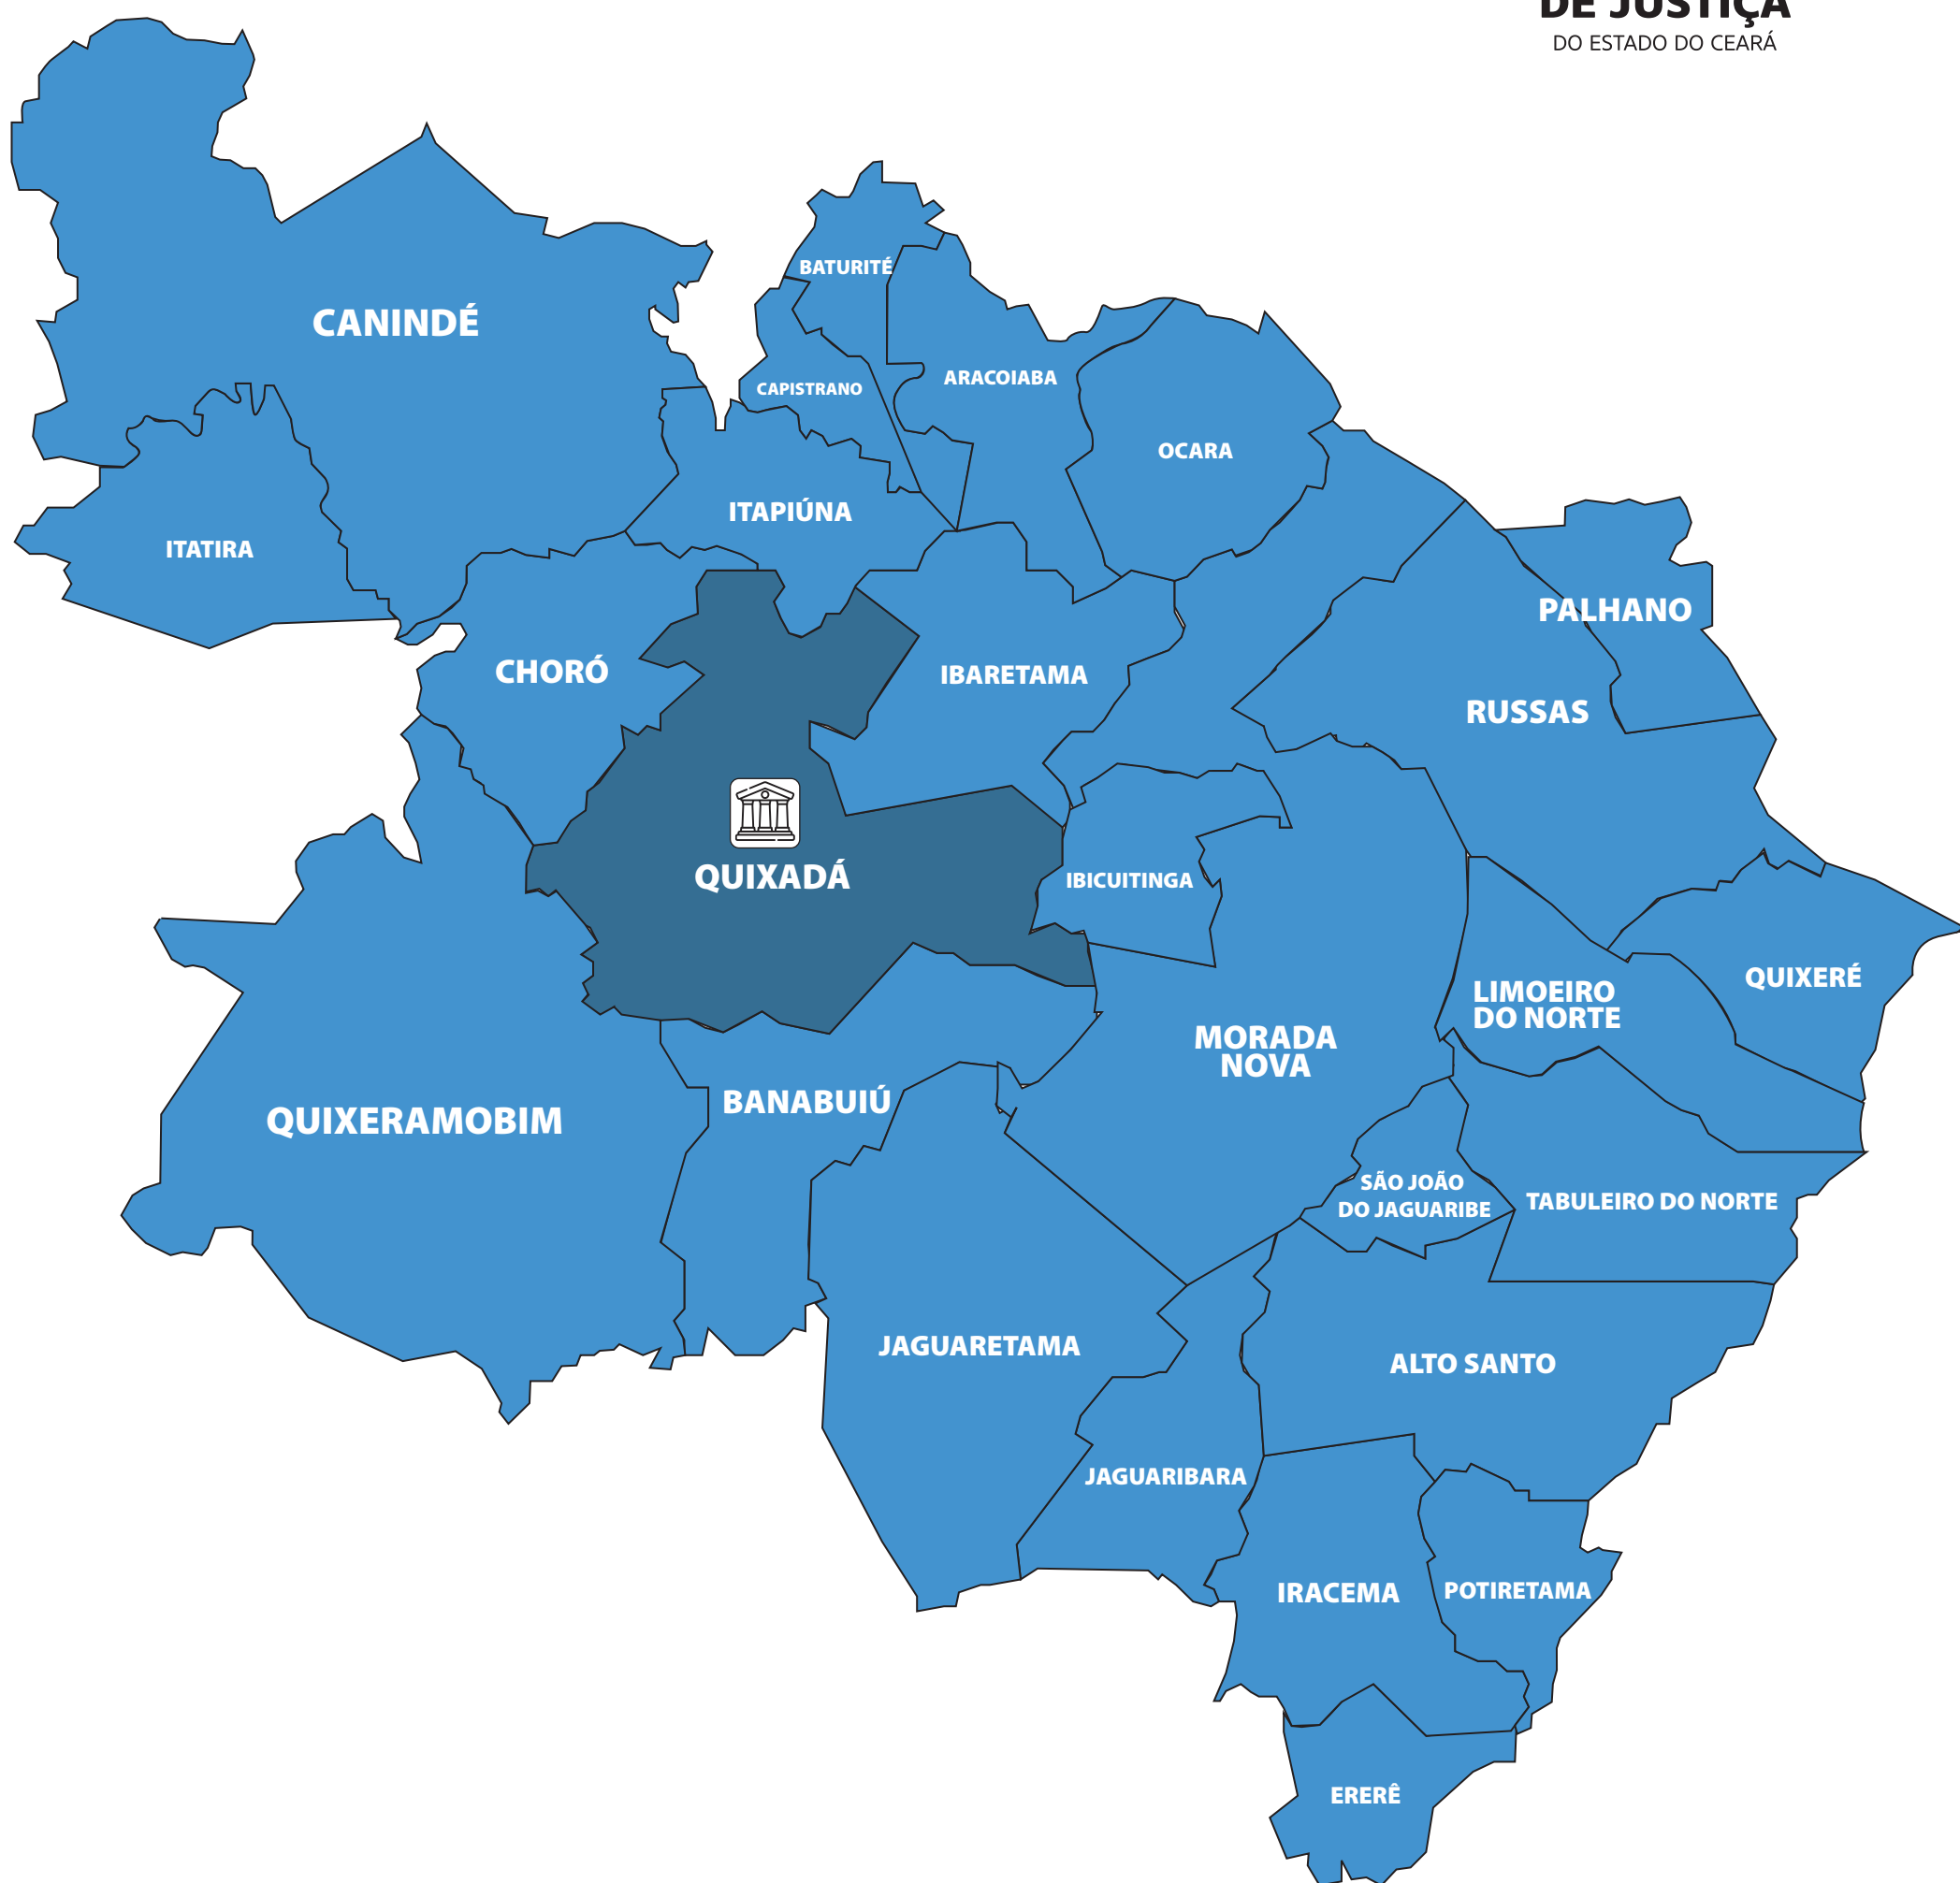 DE JUSTIÇA
DO ESTADO DO CEARÁ
BATURITÉ
CANINDÉ
ARACOIABA
CAPISTRANO
OCARA
ITAPIÚNA
ITATIRA
PALHANO
CHORÓ
IBARETAMA
RUSSAS
QUIXADÁ
IBICUITINGA
QUIXERÉ
LIMOEIRO
DO NORTE
MORADA
NOVA
BANABUIÚ
QUIXERAMOBIM
SÃO JOÃO
DO JAGUARIBE
TABULEIRO DO NORTE
JAGUARETAMA
ALTO SANTO
JAGUARIBARA
IRACEMA
POTIRETAMA
ERERÊ